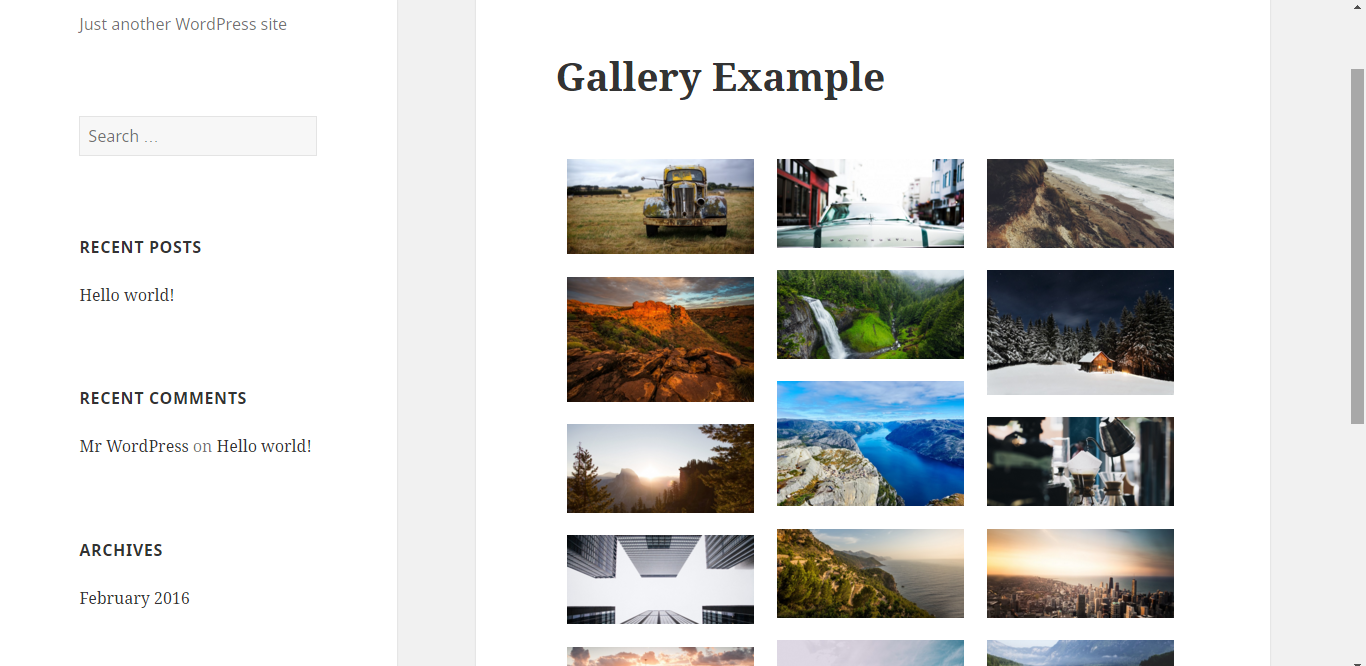 Just another WordPress site
Search …
RECENT POSTS
Hello world!
RECENT COMMENTS
Mr WordPress on Hello world!
ARCHIVES
February 2016
Gallery Example